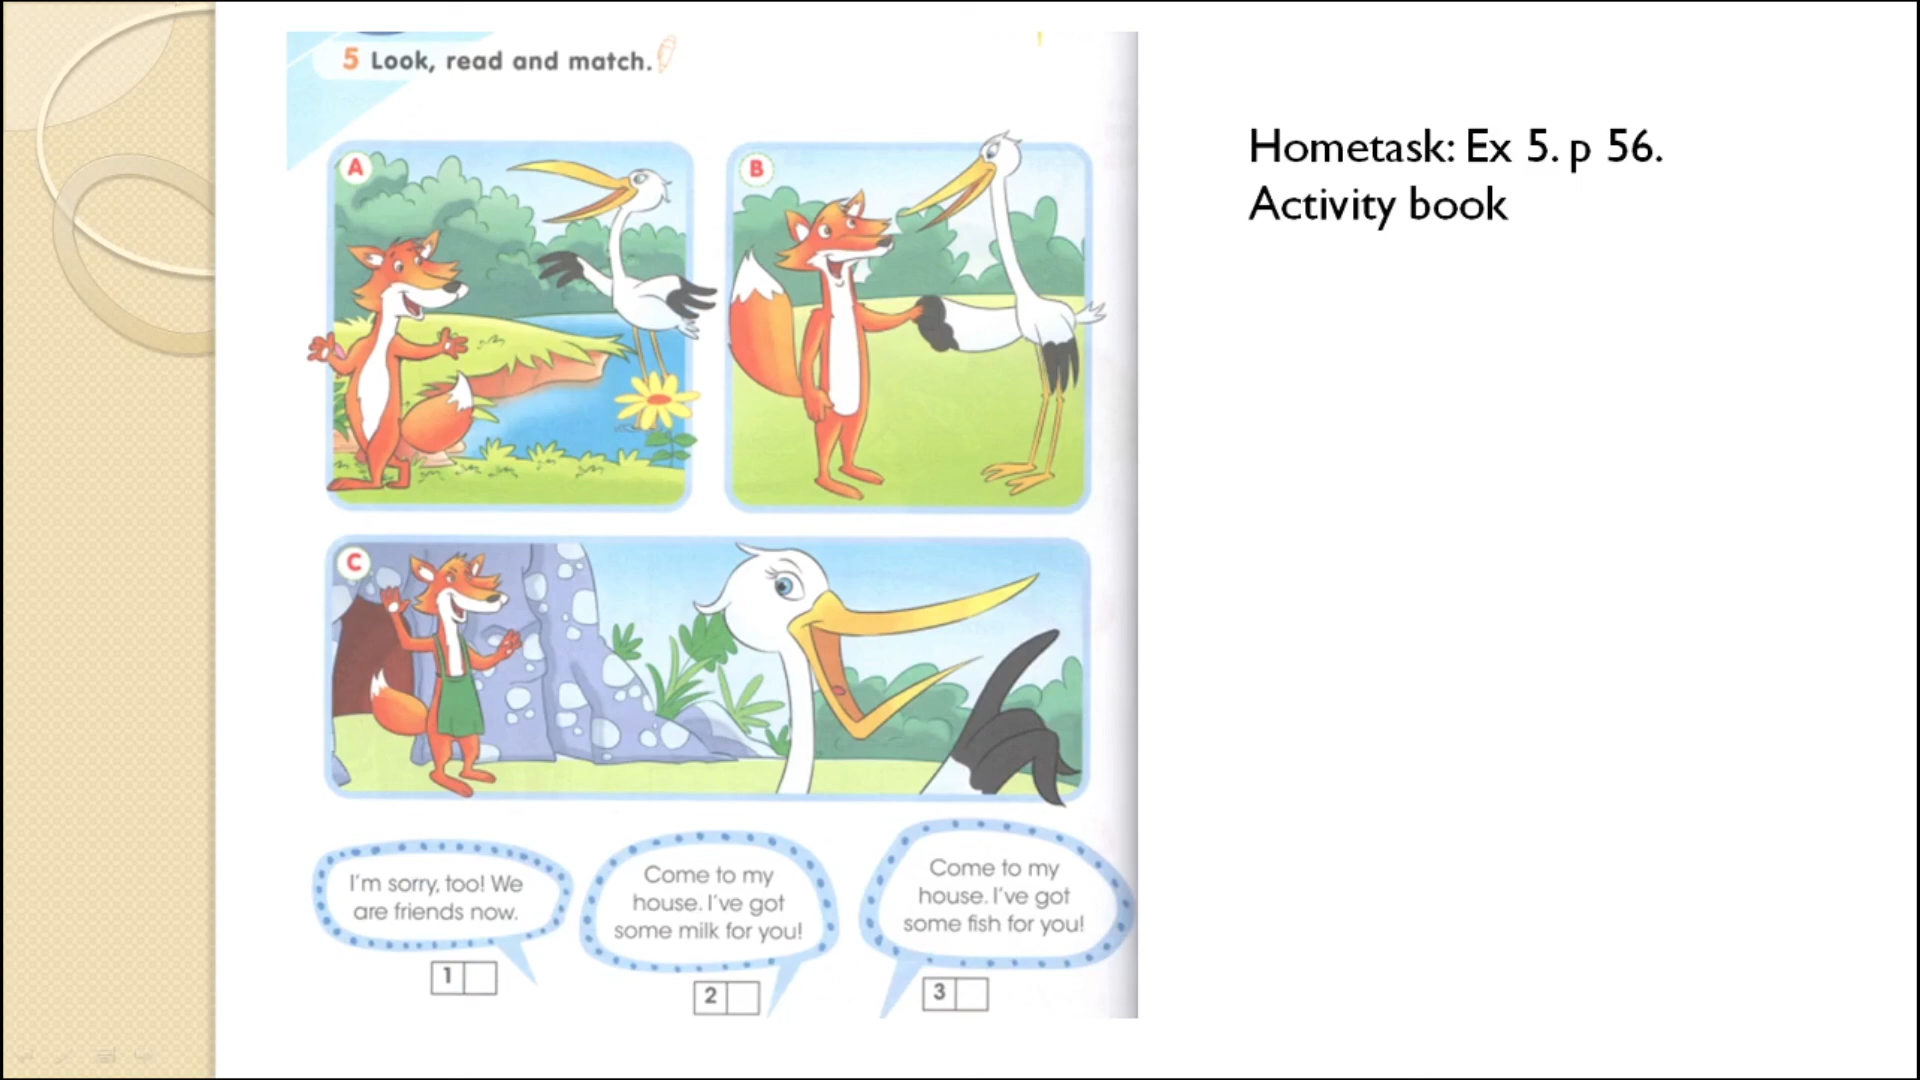 5 Look, read and match.
A
B
C
I'm sorry, too! We
are friends now.
1
Come to my
house. I've got
some milk for you!
2
Come to my
house. I've got
some fish for you!
3
Hometask: Ex 5. p 56.
Activity book